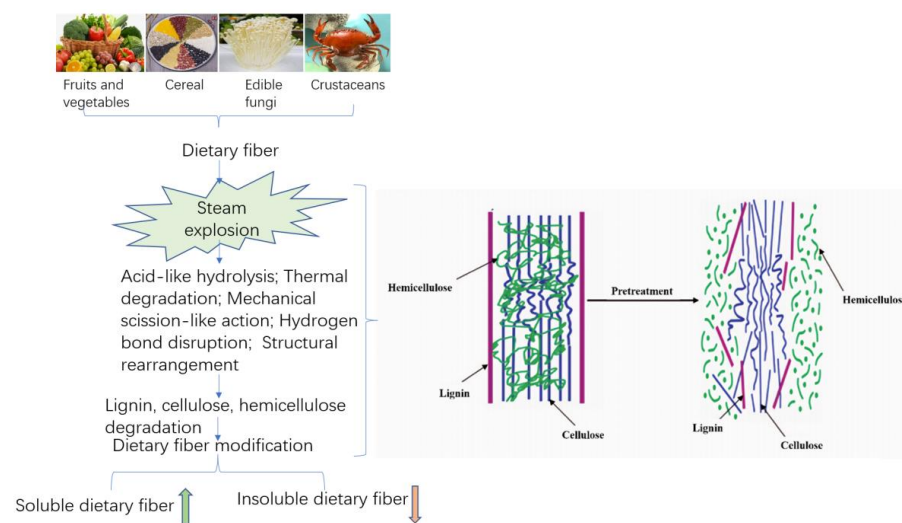 Fruits and
vegetables
Cereal
Edible
fungi
Crustaceans
Dietary fiber
Steam
explosion
Acid-like hydrolysis; Thermal
degradation; Mechanical
scission-like action; Hydrogen
bond disruption; Structural
rearrangement
Lignin, cellulose, hemicellulose
degradation
Dietary fiber modification
Soluble dietary fiber
Insoluble dietary fiber
Hemicellulose
Lignin
Cellulose
Pretreatment
Hemicellulos
Lignin
Cellulose